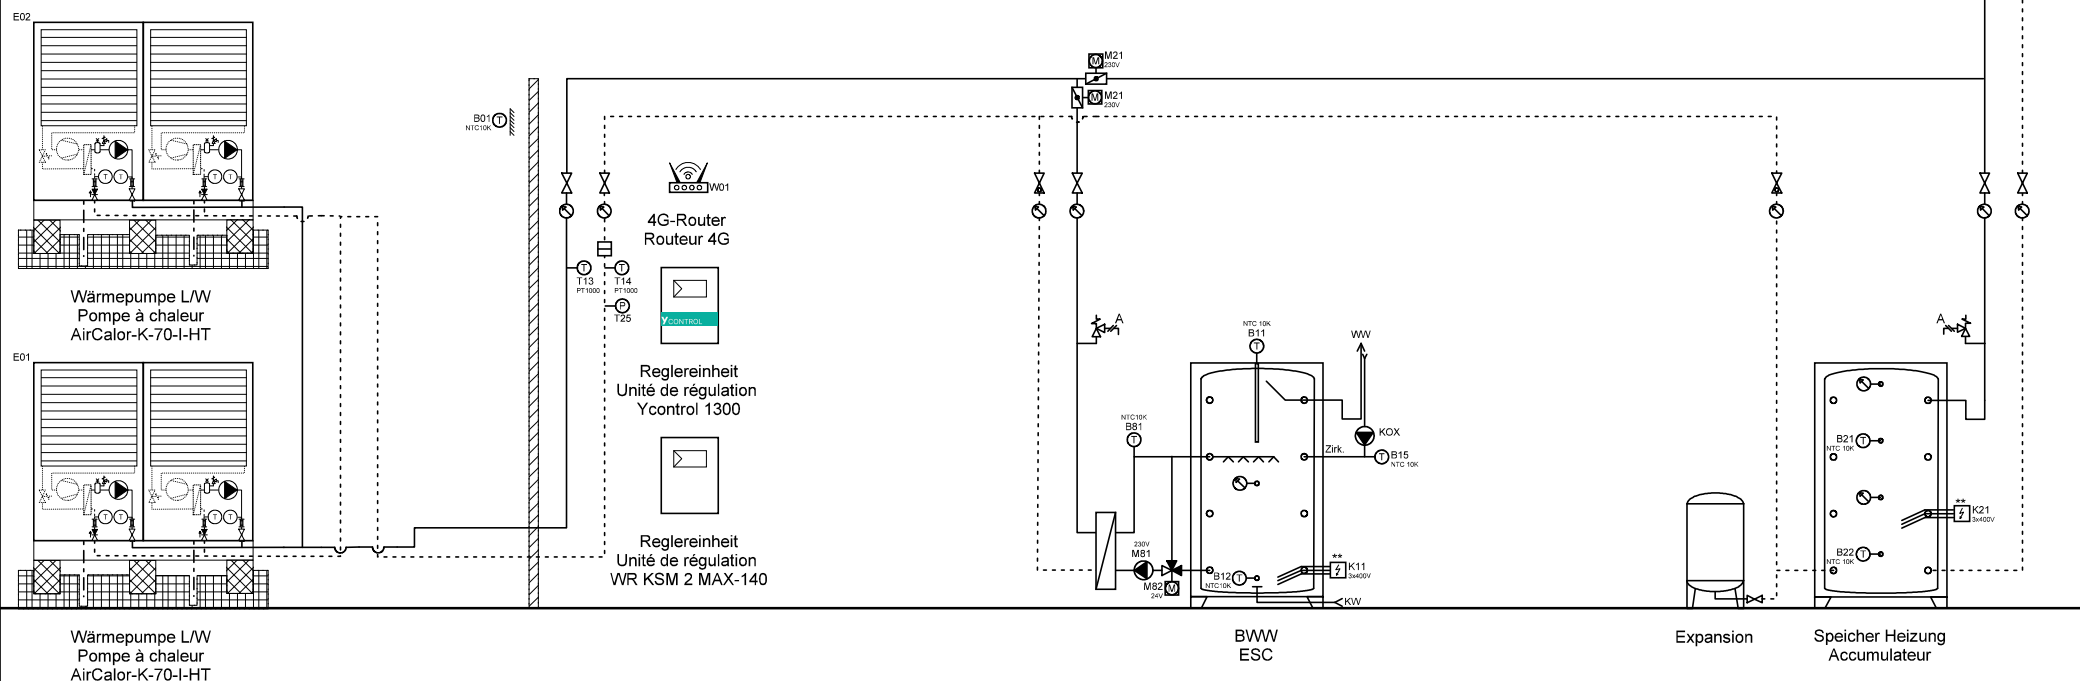 E02
Wärmepumpe L/W
Pompe à chaleur
AirCalor-K-70-I-HT
E01
Wärmepumpe L/W
Pompe à chaleur
AirCalor-K-70-I-HT
T T
T T
T T
T T
B01 T
NTC10K
W01
4G-Router
Routeur 4G
T
T13
PT1000
T
T14
PT1000
P
T25
YCONTROL
Reglereinheit
Unité de régulation
Ycontrol 1300
Reglereinheit
Unité de régulation
WR KSM 2 MAX-140
M M21
230V
M M21
230V
A
NTC 10K
B11
T
WW
NTC10K
B81
T
KOX
Zirk.
T B15
NTC 10K
230V
M81
M82
24V
M
B12 T
NTC10K
**
K11
3x400V
KW
BWW
ESC
Expansion
A
B21 T
NTC 10K
**
K21
3x400V
B22 T
NTC 10K
Speicher Heizung
Accumulateur